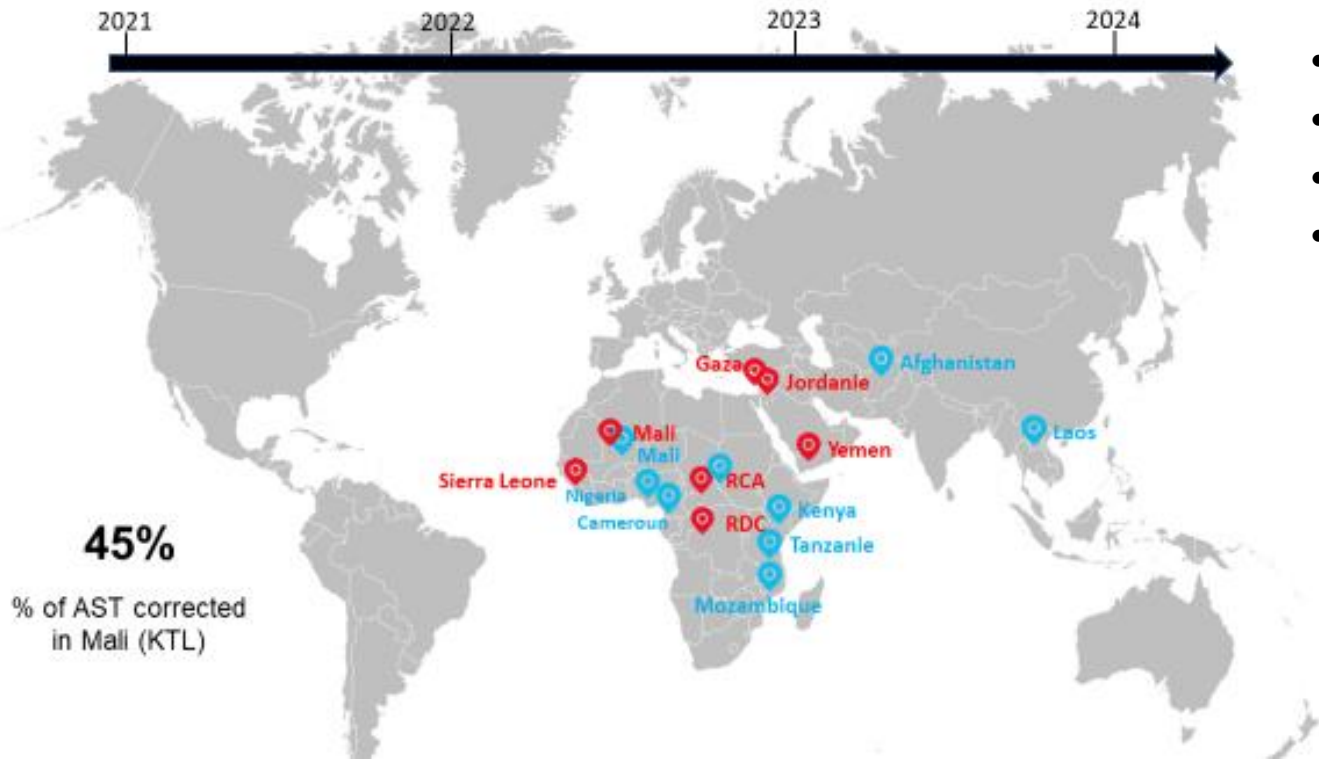 2021 2022 2023 2024
Gaza
Jordanie
Afghanistan
Mali
Mali
Laos
Yemen
Sierra Leone
RCA
Nigeria
Cameroun
RDC
Kenya
Tanzanie
Mozambique
45%
% of AST corrected
in Mali (KTL)